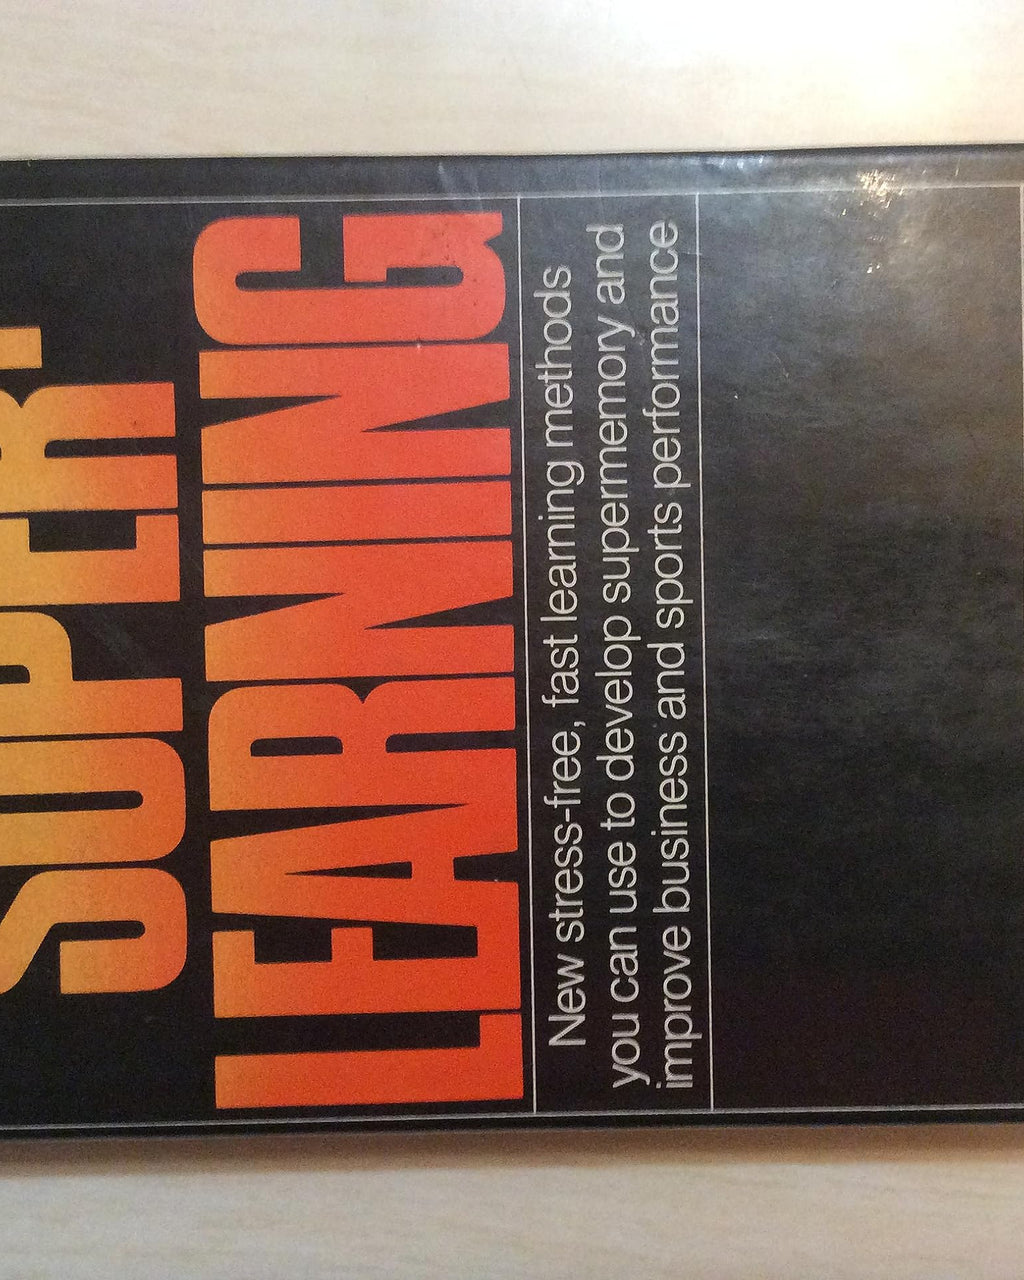 SUPER-
LEARNING
New stress-free, fast learning methods
you can use to develop supermemory and
improve business and sports performance